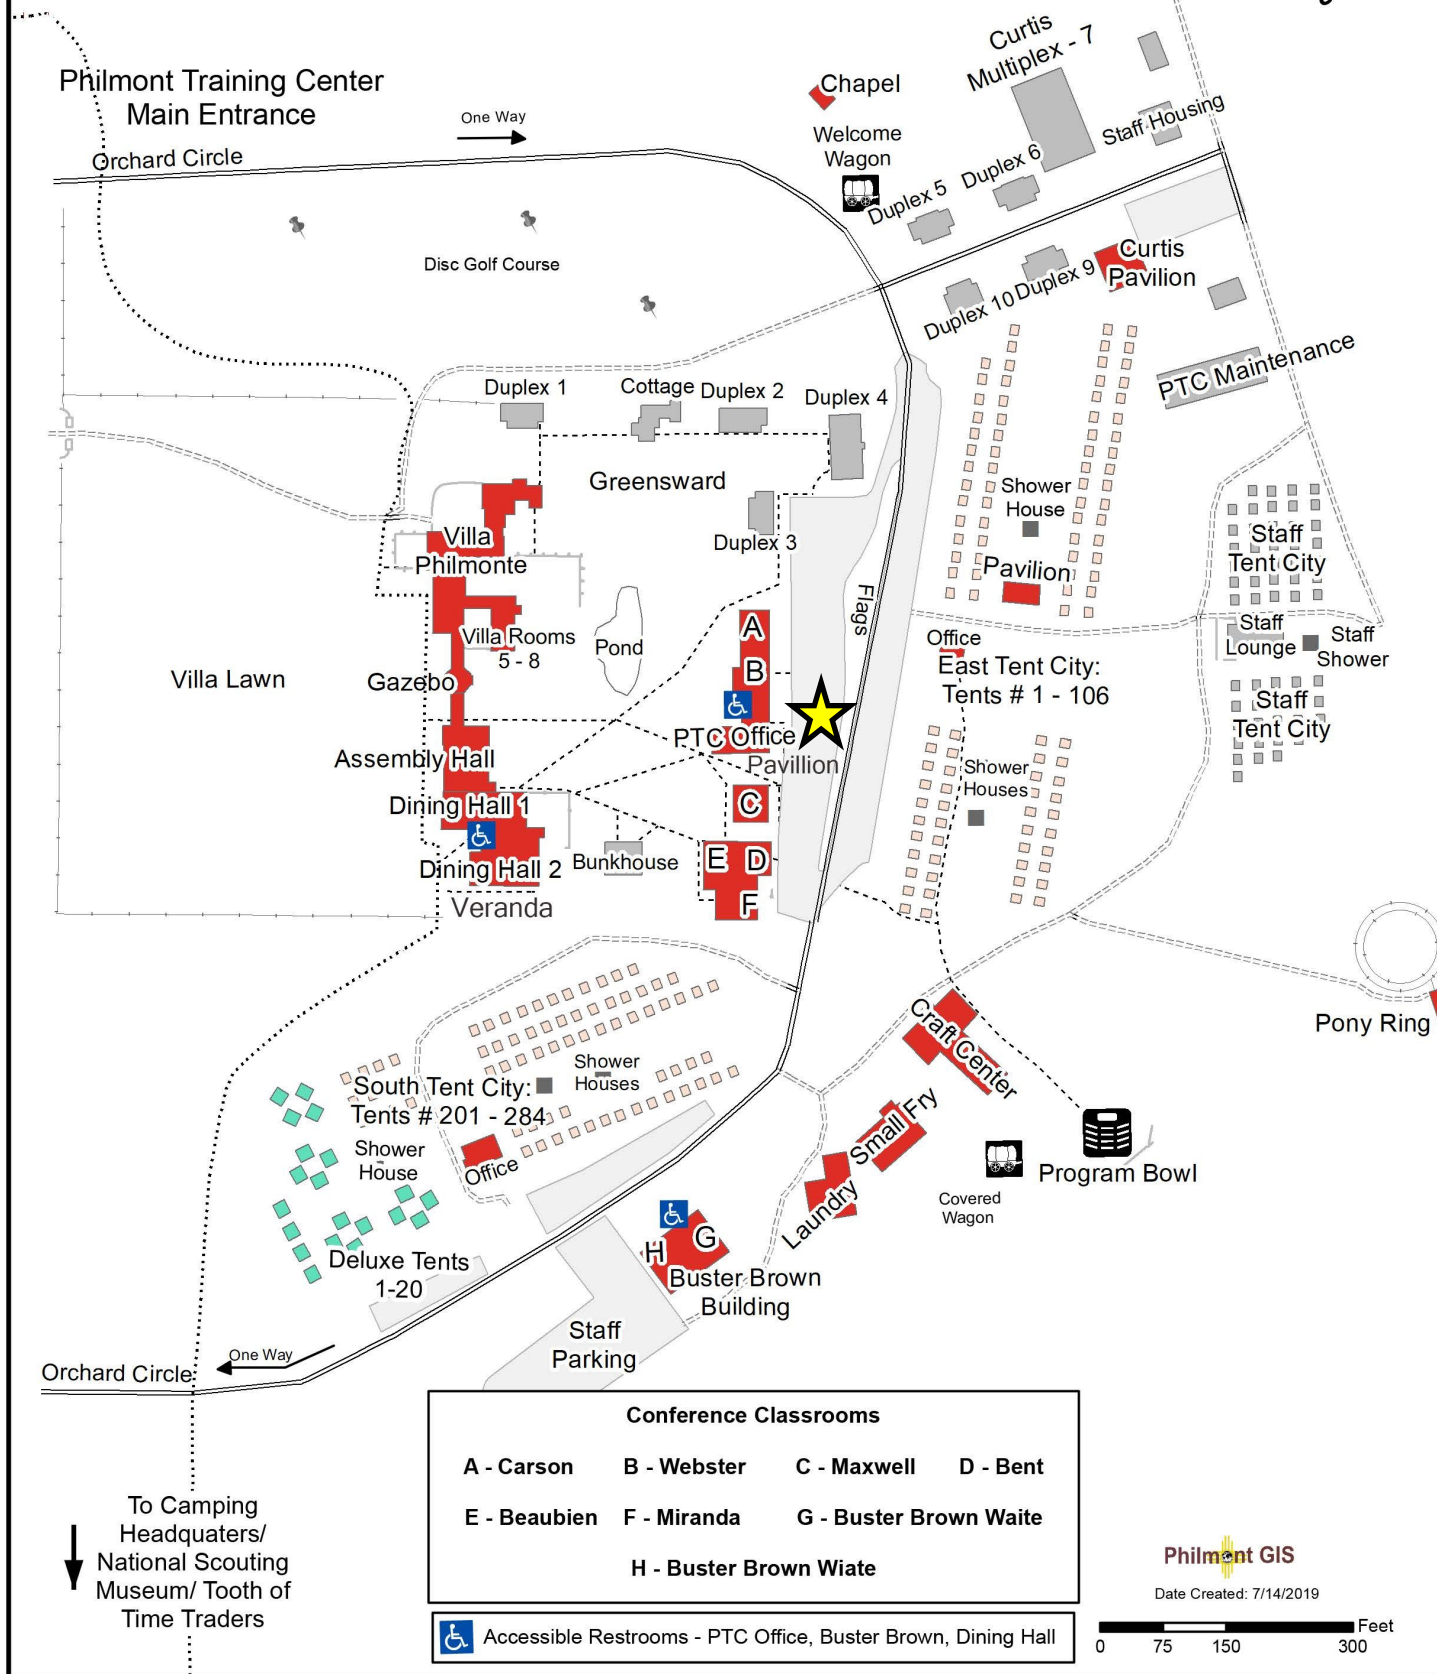 Curtis
Multiplex - 7
Philmont Training Center
Main Entrance
Chapel
One Way
Welcome
Wagon
Staff Housing
Orchard Circle
Duplex 6
Duplex 5
Disc Golf Course
Curtis
Pavilion
Duplex 9
Duplex 10
PTC Maintenance
Duplex 1
Cottage
Duplex 2
Duplex 4
Greensward
Shower
House
Villa
Philmonte
Duplex 3
Pavilion
Staff
Tent City
Flags
A
Villa Rooms
5 - 8
Pond
Office
Staff
Lounge
Staff
Shower
Villa Lawn
Gazebo
B
East Tent City:
Tents # 1 - 106
Staff
Tent City
PTC Office
Pavillion
Assembly Hall
Shower
Houses
Dining Hall 1
C
Dining Hall 2
Bunkhouse
E
D
F
Veranda
Craft Center
Pony Ring
Shower
Houses
South Tent City:
Tents # 201 - 284
Small Fry
Shower
House
Office
Program Bowl
Covered
Wagon
Laundry
G
H
Deluxe Tents
1-20
Buster Brown
Building
Staff
Parking
One Way
Orchard Circle
Conference Classrooms
A - Carson B - Webster C - Maxwell D - Bent
E - Beaubien F - Miranda G - Buster Brown Waite
H - Buster Brown Wiate
To Camping
Headquaters/
National Scouting
Museum/ Tooth of
Time Traders
Philmont GIS
Date Created: 7/14/2019
Accessible Restrooms - PTC Office, Buster Brown, Dining Hall
Feet
0 75 150 300